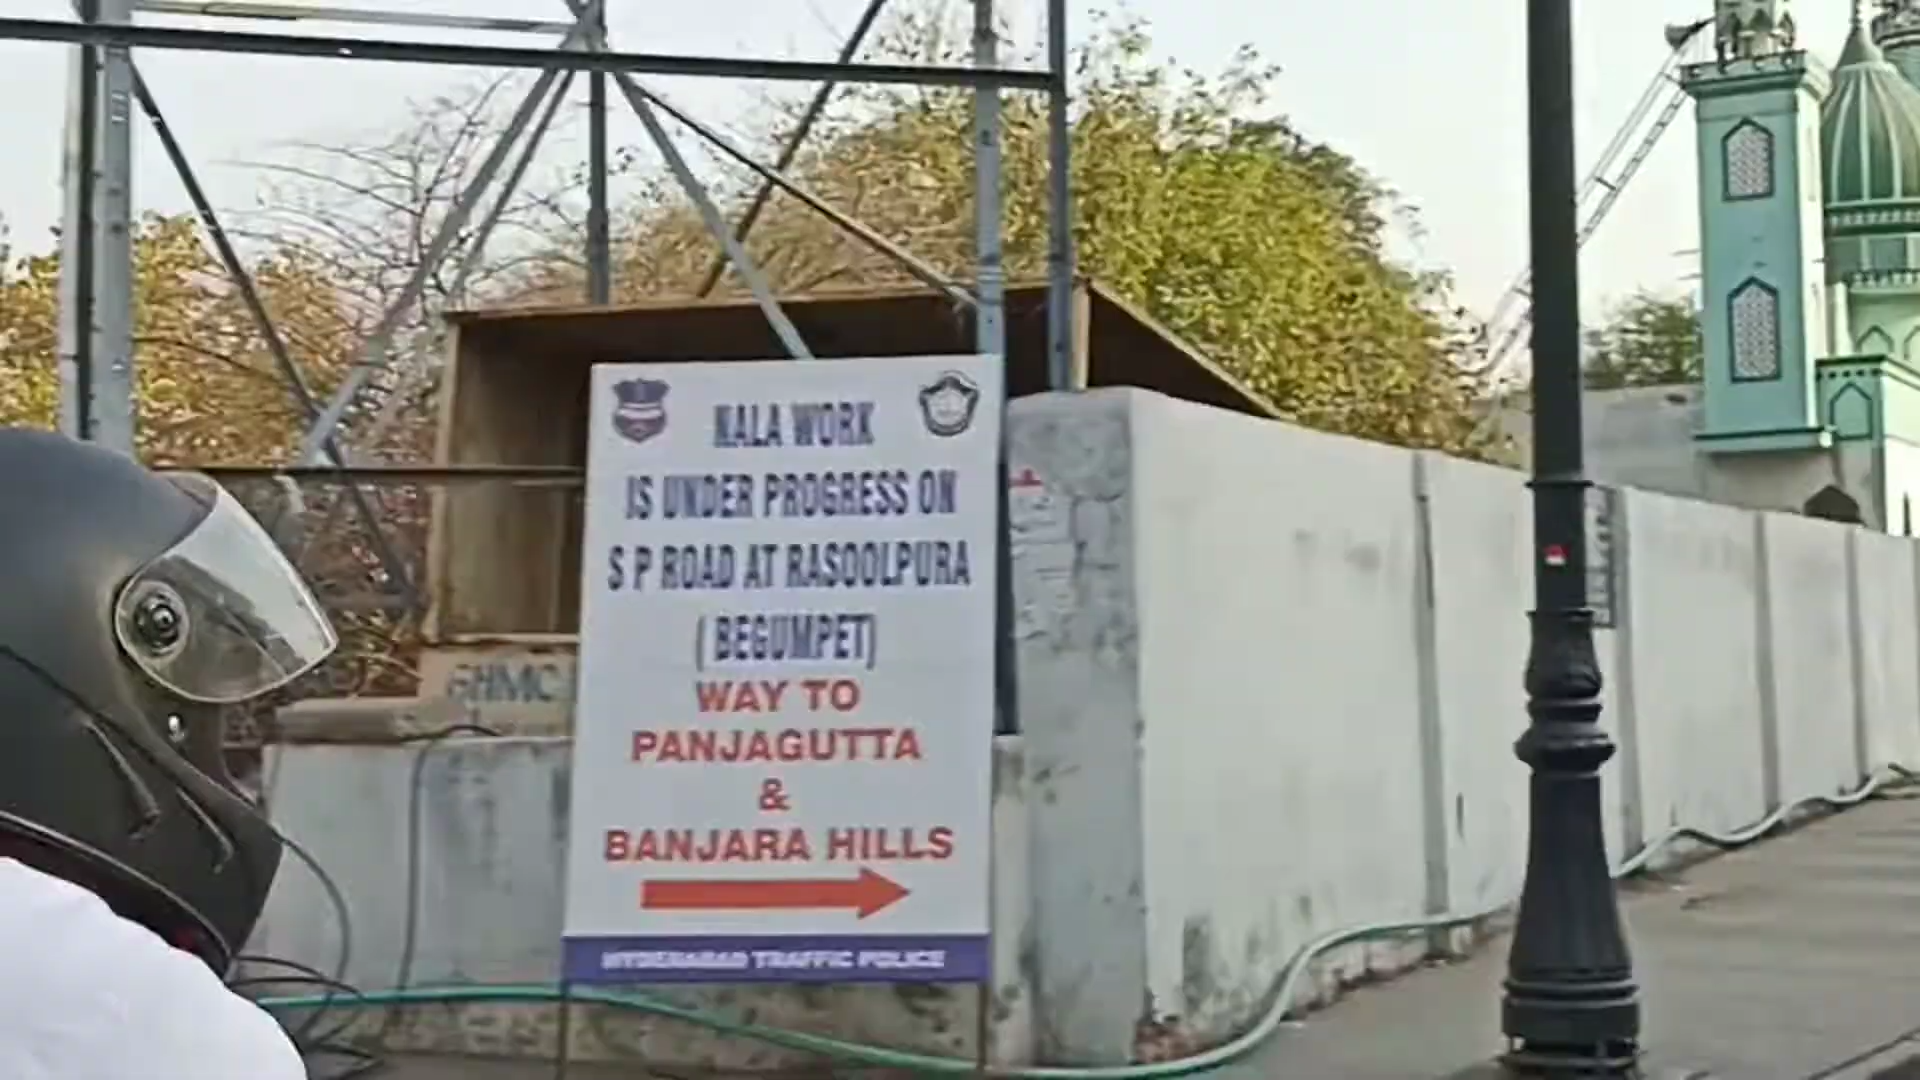 NALA WORK
IS UNDER PROGRESS ON
S P ROAD AT RASOOLPURA
( BEGUMPET)
WAY TO
PANJAGUTTA
&
BANJARA HILLS
HYDERABAD TRAFFIC POLICE
GHMC